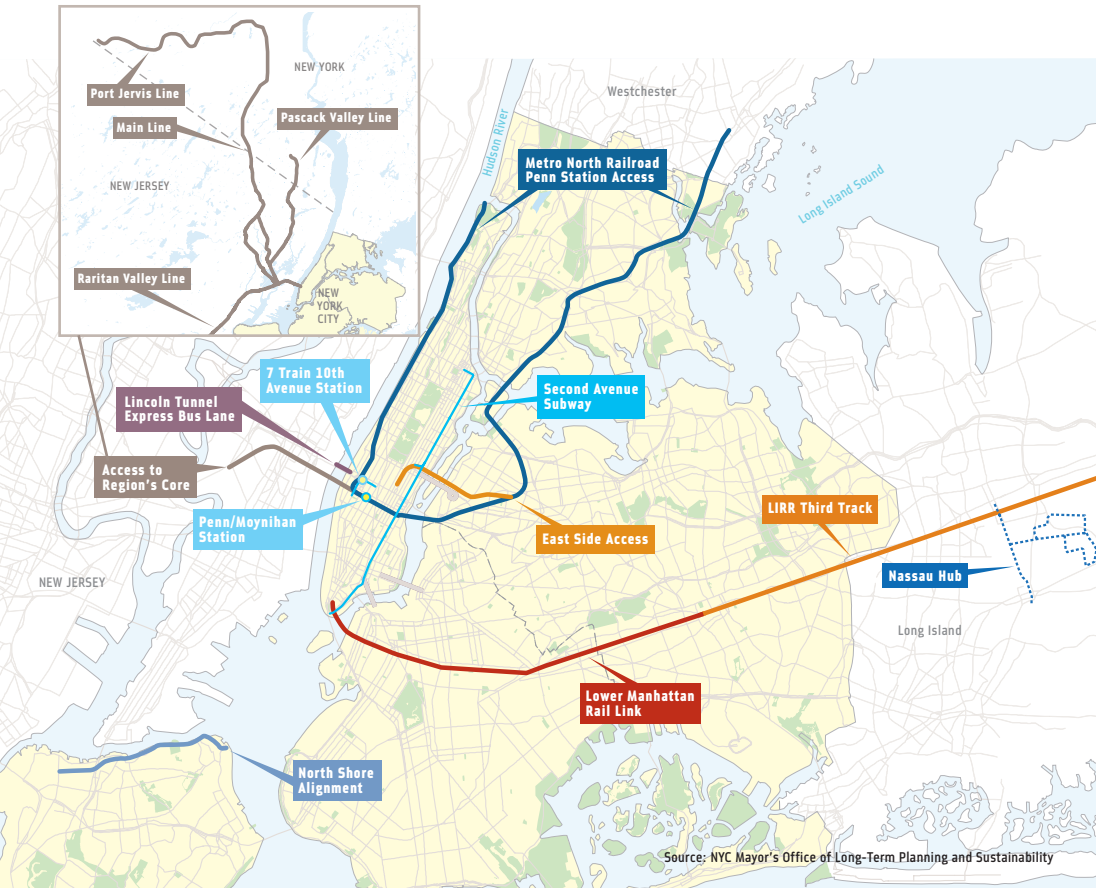 NEW YORK
Port Jervis Line
Main Line
Pascack Valley Line
NEW JERSEY
Raritan Valley Line
NEW
YORK
CITY
Westchester
Hudson River
Metro North Railroad
Penn Station Access
Long Island Sound
7 Train 10th
Avenue Station
Lincoln Tunnel
Express Bus Lane
Second Avenue
Subway
Access to
Region's Core
Penn/Moynihan
Station
LIRR Third Track
East Side Access
NEW JERSEY
Nassau Hub
Long Island
Lower Manhattan
Rail Link
North Shore
Alignment
Source: NYC Mayor's Office of Long-Term Planning and Sustainability